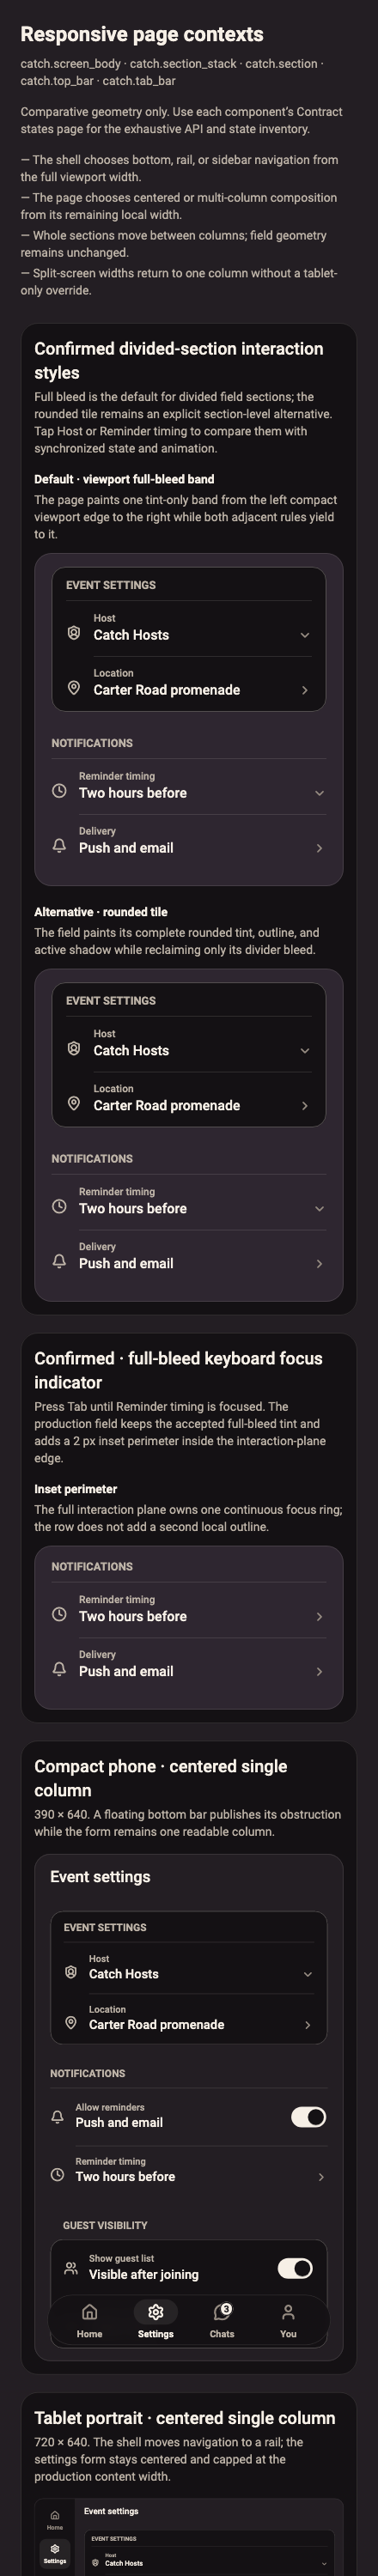 Responsive page contexts
catch.screen_body · catch.section_stack · catch.section ·
catch.top_bar · catch.tab_bar
Comparative geometry only. Use each component's Contract
states page for the exhaustive API and state inventory.
— The shell chooses bottom, rail, or sidebar navigation from
the full viewport width.
— The page chooses centered or multi-column composition
from its remaining local width.
— Whole sections move between columns; field geometry
remains unchanged.
— Split-screen widths return to one column without a tablet-
only override.
Confirmed divided-section interaction
styles
Full bleed is the default for divided field sections; the
rounded tile remains an explicit section-level alternative.
Tap Host or Reminder timing to compare them with
synchronized state and animation.
Default · viewport full-bleed band
The page paints one tint-only band from the left compact
viewport edge to the right while both adjacent rules yield
to it.
EVENT SETTINGS
Host
Catch Hosts
Location
Carter Road promenade
NOTIFICATIONS
Reminder timing
Two hours before
Delivery
Push and email
Alternative · rounded tile
The field paints its complete rounded tint, outline, and
active shadow while reclaiming only its divider bleed.
EVENT SETTINGS
Host
Catch Hosts
Location
Carter Road promenade
NOTIFICATIONS
Reminder timing
Two hours before
Delivery
Push and email
Confirmed · full-bleed keyboard focus
indicator
Press Tab until Reminder timing is focused. The
production field keeps the accepted full-bleed tint and
adds a 2 px inset perimeter inside the interaction-plane
edge.
Inset perimeter
The full interaction plane owns one continuous focus ring;
the row does not add a second local outline.
NOTIFICATIONS
Reminder timing
Two hours before
Delivery
Push and email
Compact phone · centered single
column
390 × 640. A floating bottom bar publishes its obstruction
while the form remains one readable column.
Event settings
EVENT SETTINGS
Host
Catch Hosts
Location
Carter Road promenade
NOTIFICATIONS
Allow reminders
Push and email
Reminder timing
Two hours before
GUEST VISIBILITY
Show guest list
Visible after joining
3
Home Settings Chats You
Tablet portrait · centered single column
720 × 640. The shell moves navigation to a rail; the
settings form stays centered and capped at the
production content width.
Home
Settings
Event settings
EVENT SETTINGS
Host
Catch Hosts